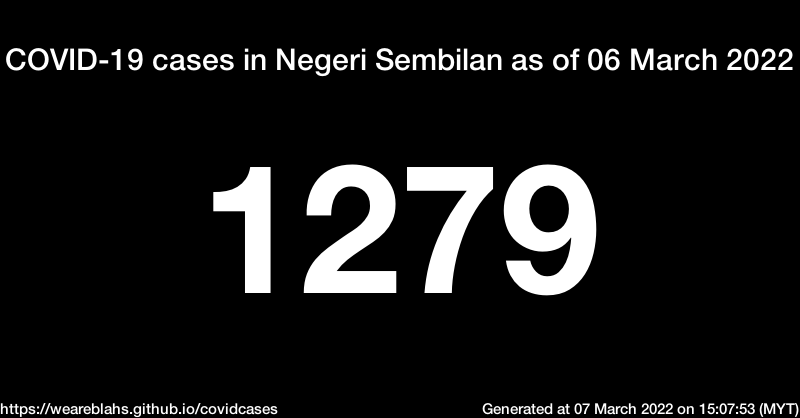 COVID-19 cases in Negeri Sembilan as of 06 March 2022
1279
https://weareblahs.github.io/covidcases
Generated at 07 March 2022 on 15:07:53 (MYT)